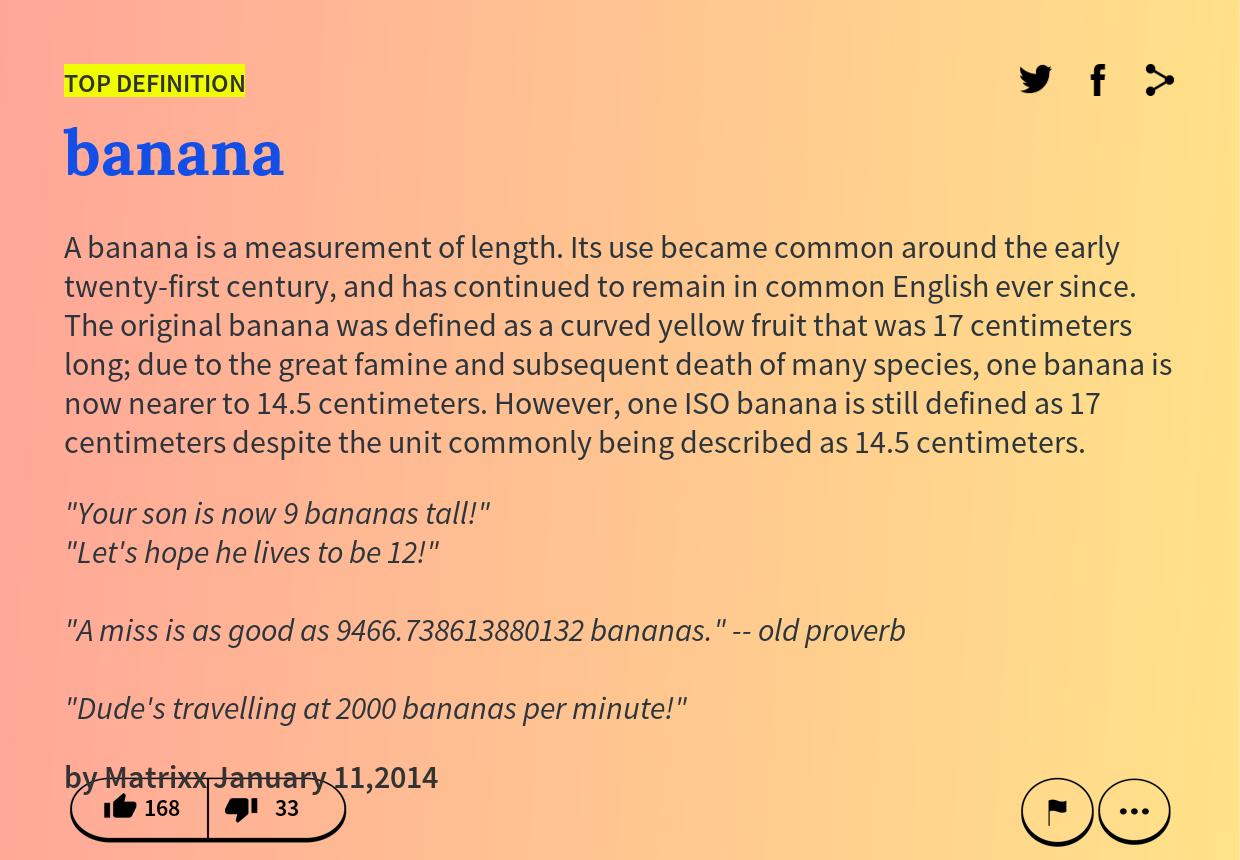 TOP DEFINITION
banana
A banana is a measurement of length. Its use became common around the early
twenty-first century, and has continued to remain in common English ever since.
The original banana was defined as a curved yellow fruit that was 17 centimeters
long; due to the great famine and subsequent death of many species, one banana is
now nearer to 14.5 centimeters. However, one ISO banana is still defined as 17
centimeters despite the unit commonly being described as 14.5 centimeters.
"Your son is now 9 bananas tall!"
"Let's hope he lives to be 12!"
"A miss is as good as 9466.738613880132 bananas." -- old proverb
"Dude's travelling at 2000 bananas per minute!"
by Matrixx January 11,2014
168 33